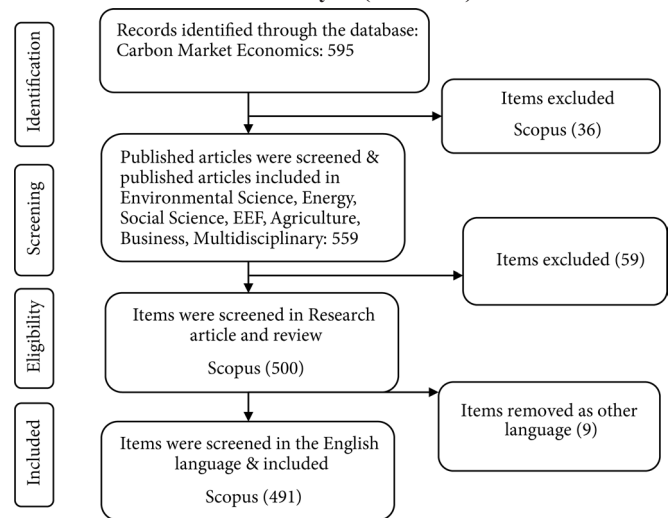 Identification
Records identified through the database:
Carbon Market Economics: 595
Items excluded
Scopus (36)
Screening
Published articles were screened &
published articles included in
Environmental Science, Energy,
Social Science, EEF, Agriculture,
Business, Multidisciplinary: 559
Items excluded (59)
Eligibility
Items were screened in Research
article and review
Scopus (500)
Items removed as other
language (9)
Included
Items were screened in the English
language & included
Scopus (491)